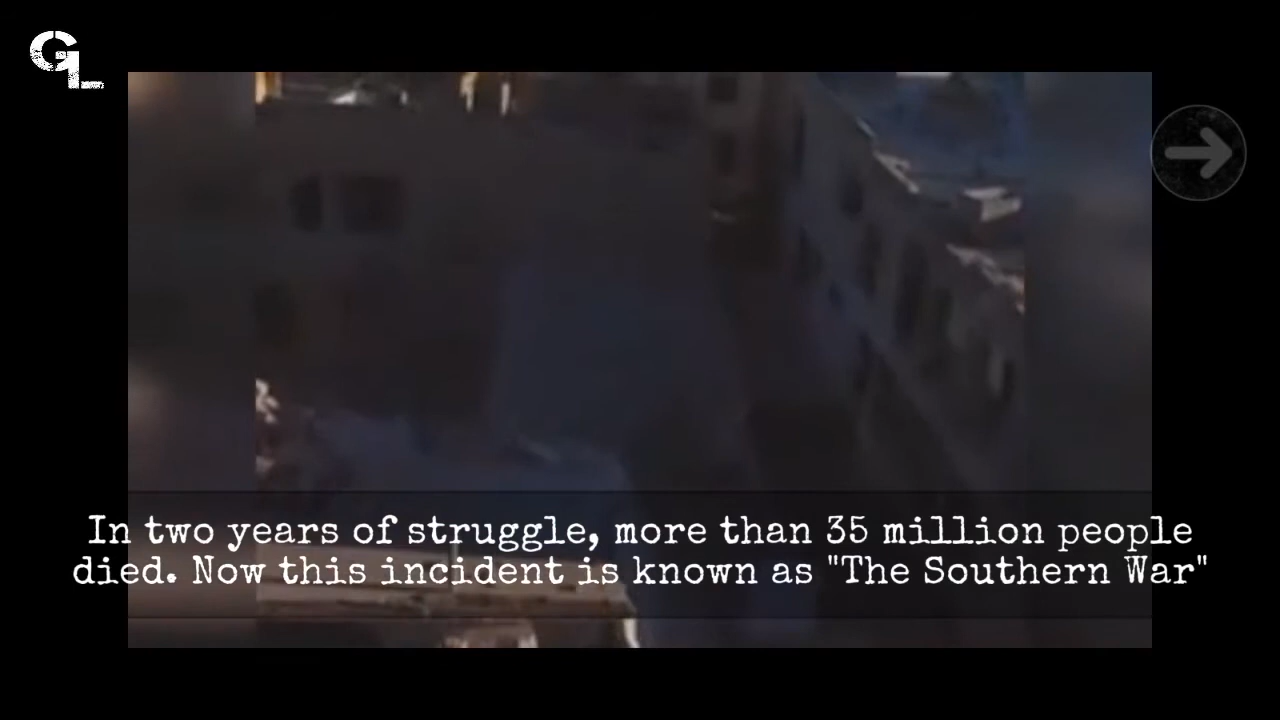 GL
In two years of struggle, more than 35 million people
died. Now this incident is known as "The Southern War"